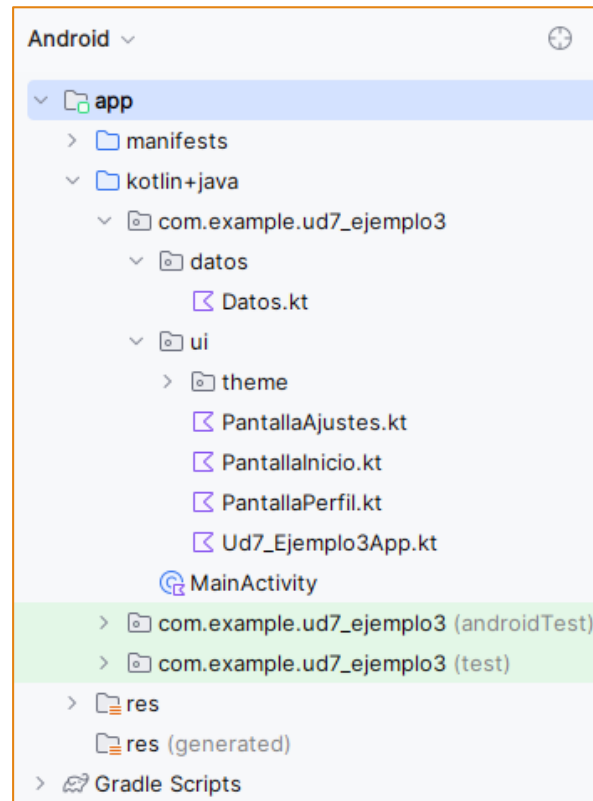 Android
app
manifests
kotlin+java
com.example.ud7_ejemplo3
datos
Datos.kt
ui
theme
PantallaAjustes.kt
PantallaInicio.kt
PantallaPerfil.kt
Ud7_Ejemplo3App.kt
MainActivity
com.example.ud7_ejemplo3 (androidTest)
com.example.ud7_ejemplo3 (test)
res
res (generated)
Gradle Scripts